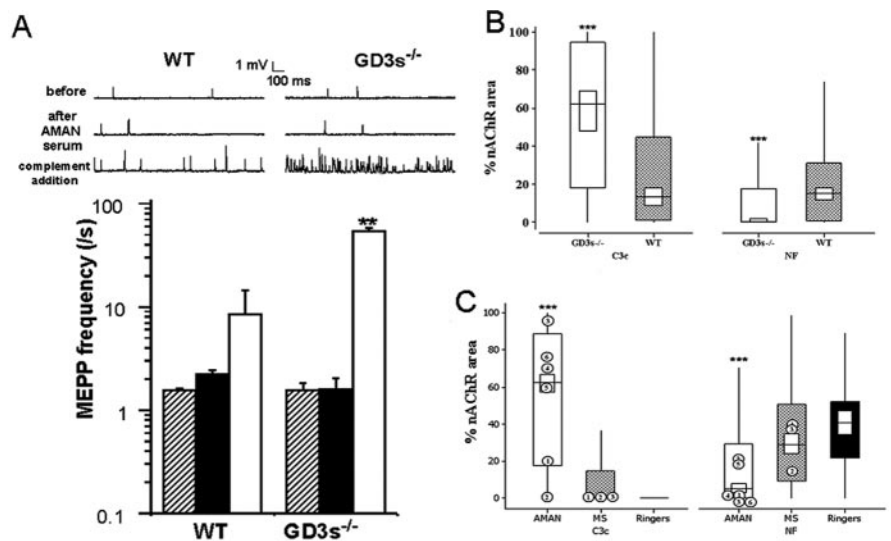 A
WT
GD3s-/-
1 mV
100 ms
before
after
AMAN
serum
complement
addition
MEPP frequency (/s)
100
10
1
0.1
**
WT
GD3s-/-
B
% nAChR area
100
80
60
40
20
0
***
***
GD3s-/-
WT
GD3s-/-
WT
C3c
NF
C
% nAChR area
100
80
60
40
20
0
***
***
AMAN
MS
Ringers
AMAN
MS
Ringers
C3c
NF